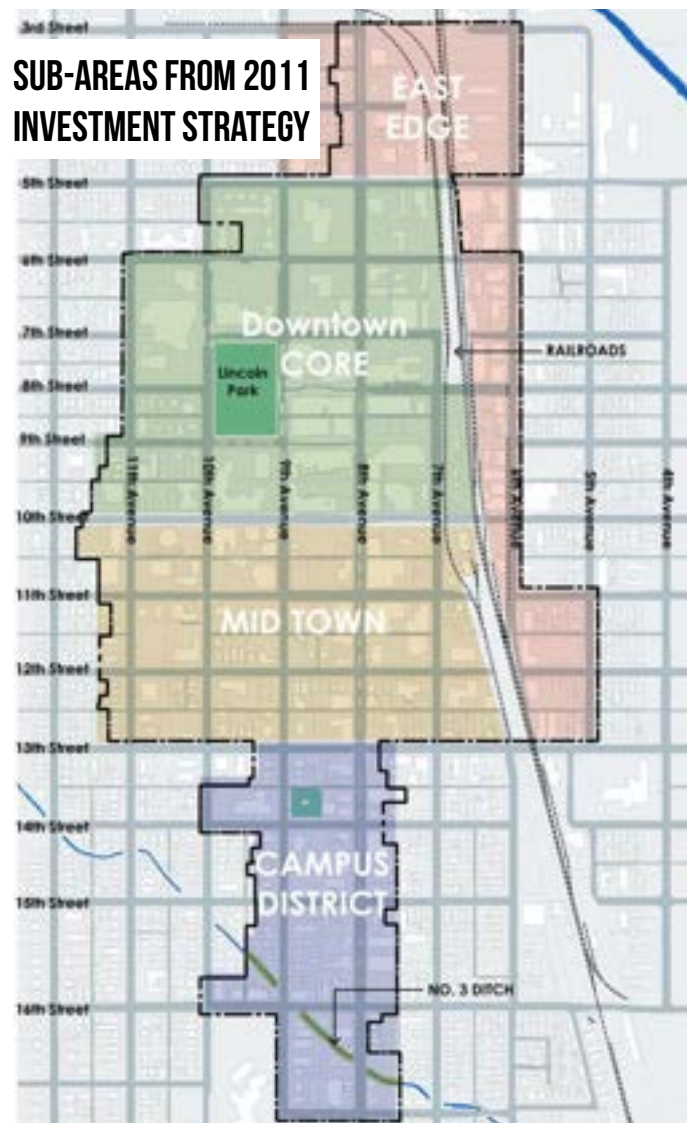 3rd Street
SUB-AREAS FROM 2011
INVESTMENT STRATEGY
EAST
EDGE
5th Street
6th Street
7th Street
Downtown
CORE
RAILROADS
Lincoln
Park
8th Street
9th Street
11th Avenue
10th Avenue
9th Avenue
8th Avenue
7th Avenue
6th Avenue
5th Avenue
4th Avenue
10th Street
11th Street
MID TOWN
12th Street
13th Street
14th Street
CAMPUS
DISTRICT
15th Street
NO. 3 DITCH
16th Street